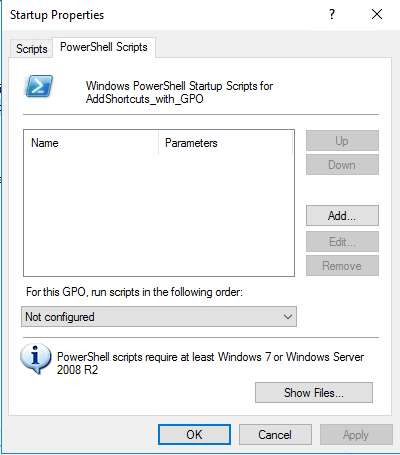 Startup Properties
Scripts PowerShell Scripts
Windows PowerShell Startup Scripts for
AddShortcuts_with_GPO
Name Parameters
Up
Down
Add...
Edit...
Remove
For this GPO, run scripts in the following order:
Not configured
PowerShell scripts require at least Windows 7 or Windows Server
2008 R2
Show Files...
OK Cancel Apply